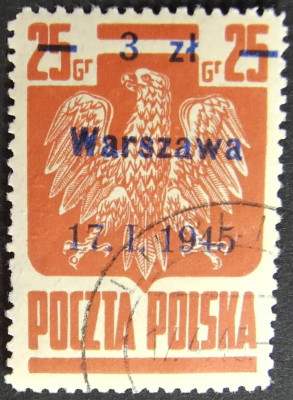 25 Gr 3 zł Gr 25
Warszawa
17. I. 1945
POCZTA POLSKA